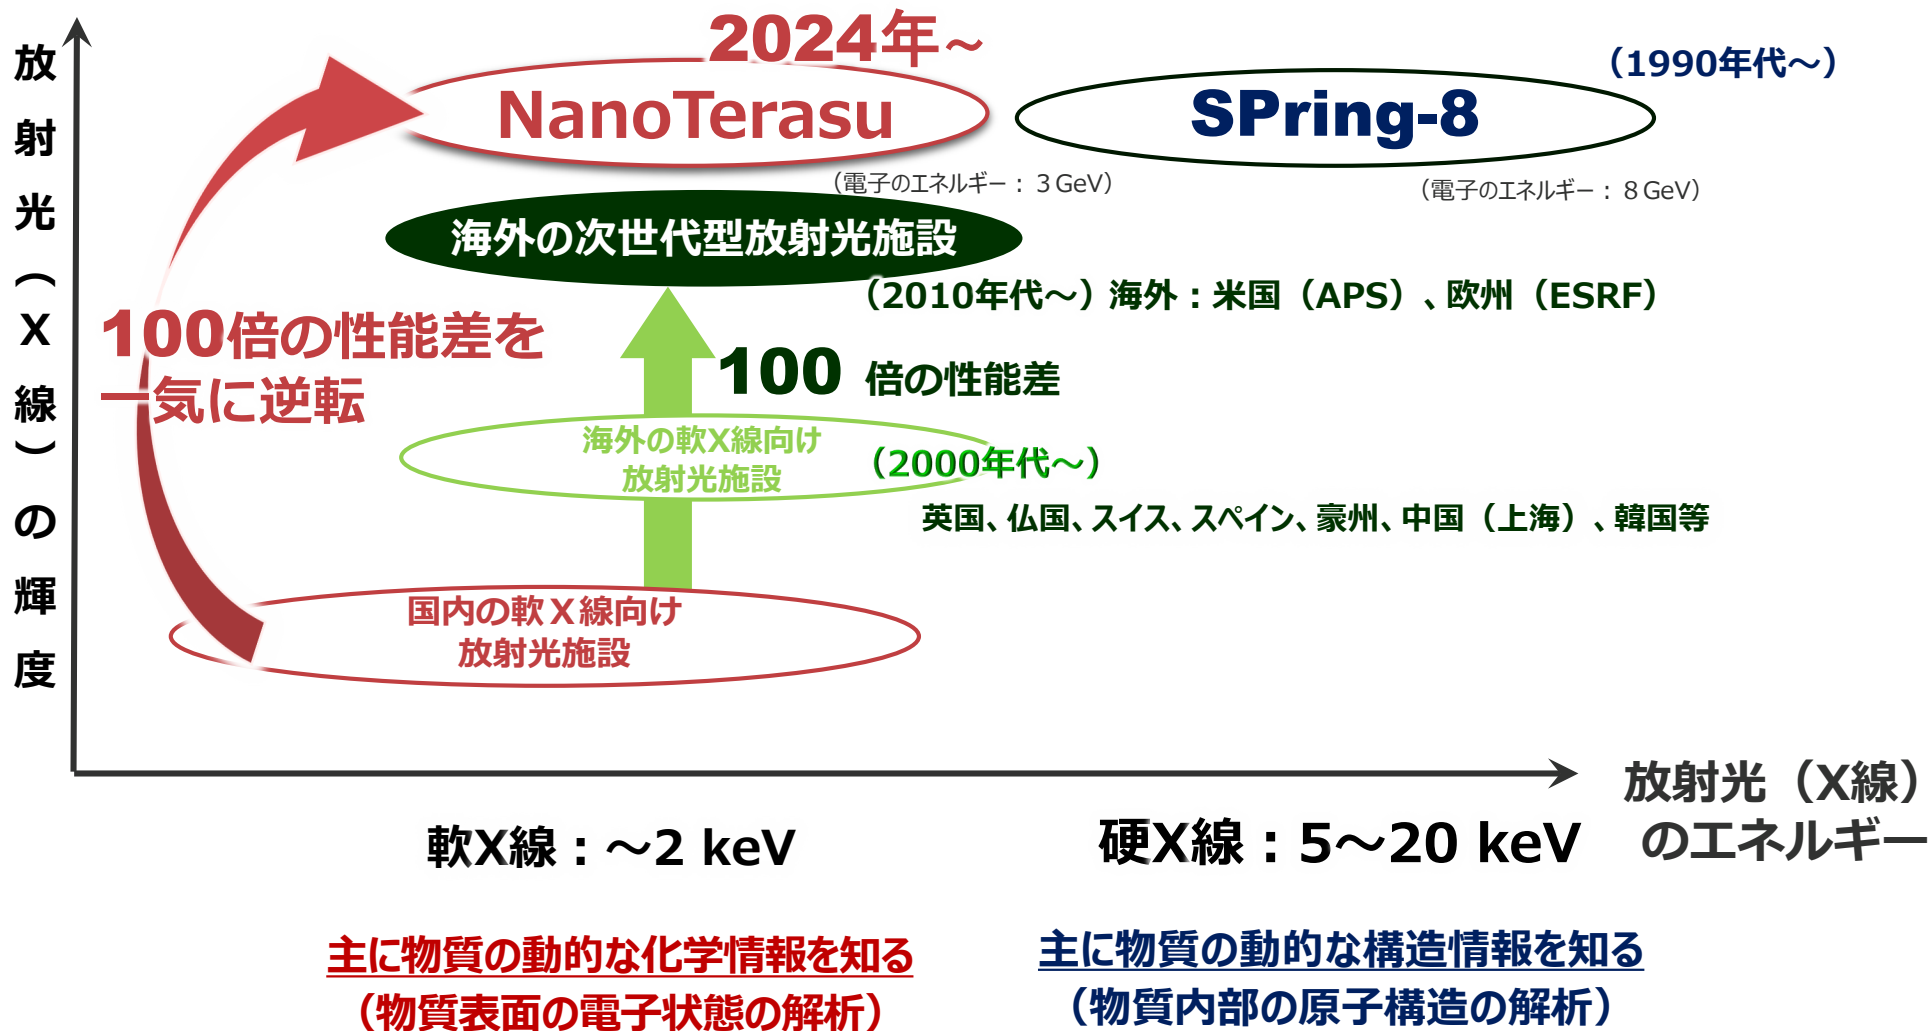 放射光（X線）の輝度
2024年～
NanoTerasu
（電子のエネルギー：３GeV）
（1990年代～）
SPring-8
（電子のエネルギー：８GeV）
海外の次世代型放射光施設
（2010年代～）海外：米国（APS）、欧州（ESRF）
100倍の性能差を
一気に逆転
100 倍の性能差
海外の軟X線向け
放射光施設
（2000年代～）
英国、仏国、スイス、スペイン、豪州、中国（上海）、韓国等
国内の軟Ｘ線向け
放射光施設
放射光（X線）
のエネルギー
軟X線：～2 keV
硬X線：5～20 keV
主に物質の動的な化学情報を知る
（物質表面の電子状態の解析）
主に物質の動的な構造情報を知る
（物質内部の原子構造の解析）